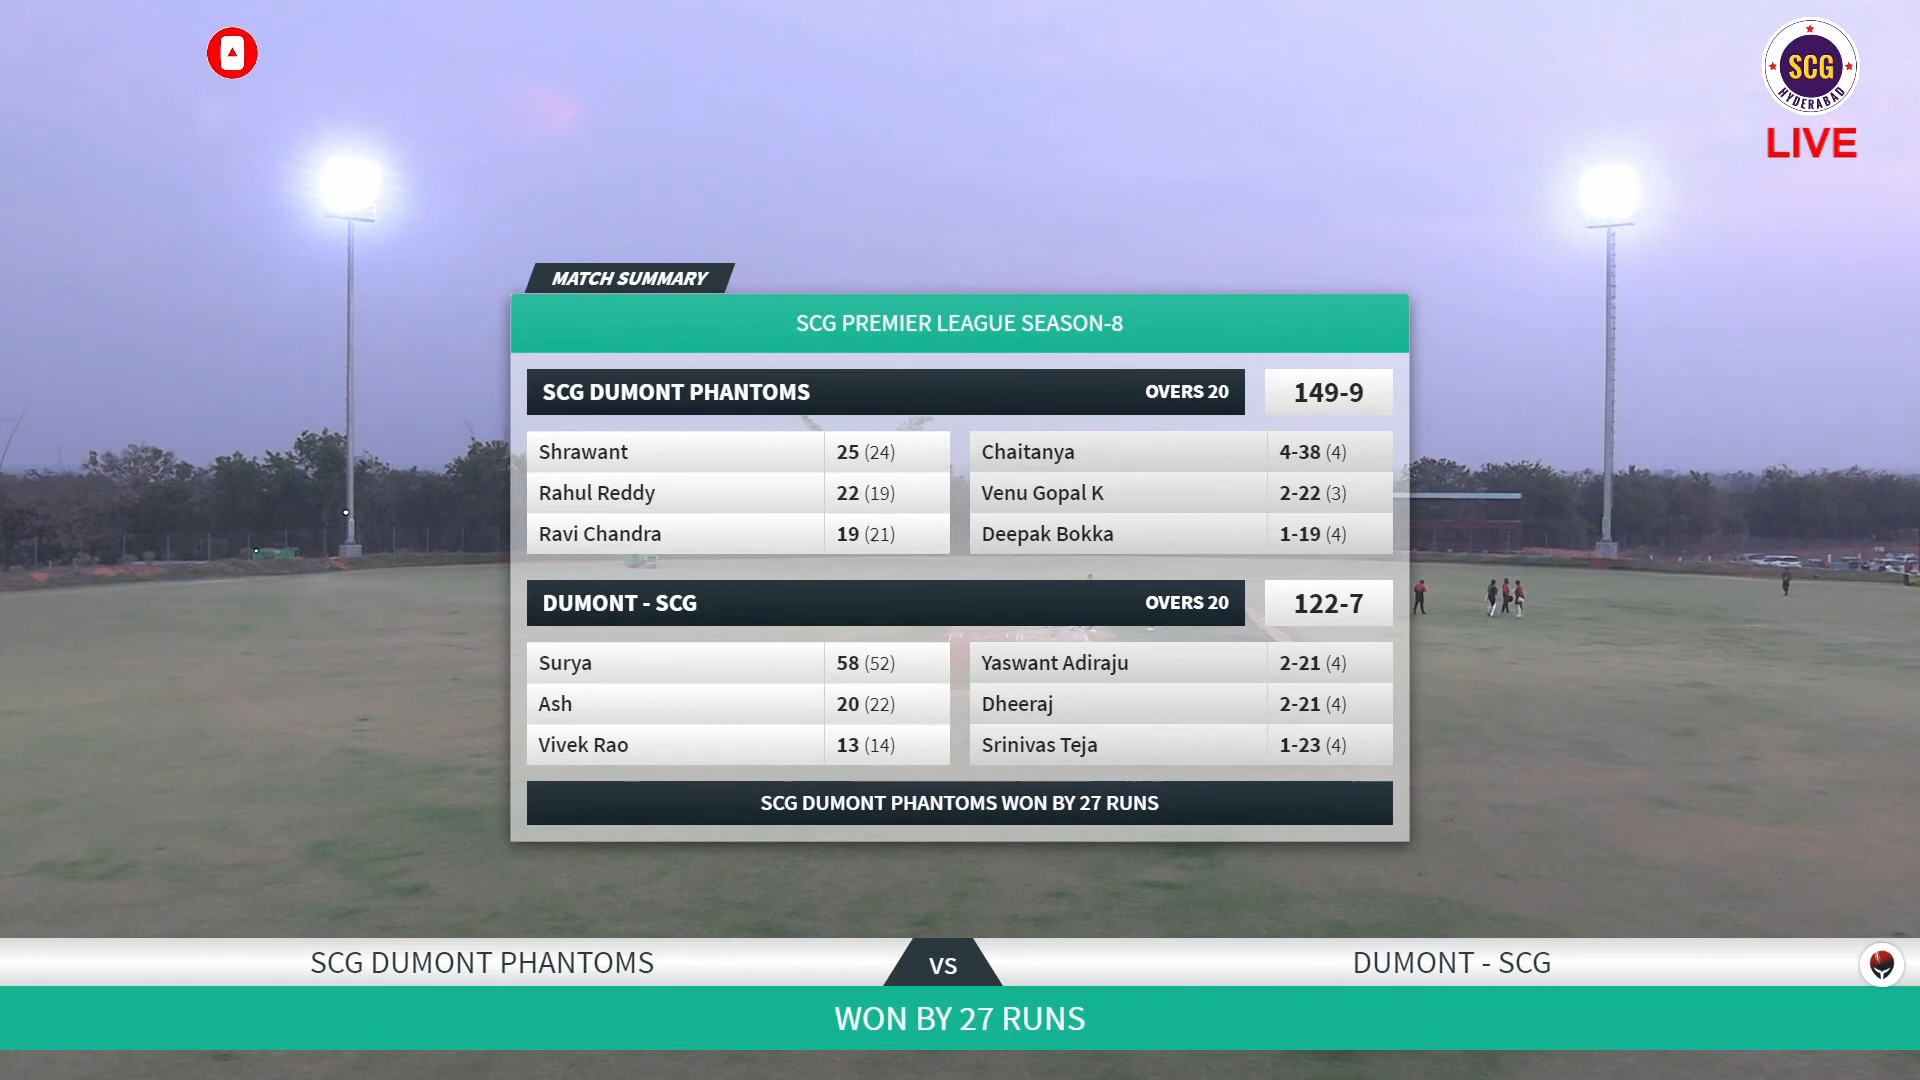 SCG
HYDERABAD
LIVE
MATCH SUMMARY
SCG PREMIER LEAGUE SEASON-8
SCG DUMONT PHANTOMS OVERS 20 149-9
Shrawant 25 (24) Chaitanya 4-38 (4)
Rahul Reddy 22 (19) Venu Gopal K 2-22 (3)
Ravi Chandra 19 (21) Deepak Bokka 1-19 (4)
DUMONT - SCG OVERS 20 122-7
Surya 58 (52) Yaswant Adiraju 2-21 (4)
Ash 20 (22) Dheeraj 2-21 (4)
Vivek Rao 13 (14) Srinivas Teja 1-23 (4)
SCG DUMONT PHANTOMS WON BY 27 RUNS
SCG DUMONT PHANTOMS VS DUMONT - SCG
WON BY 27 RUNS